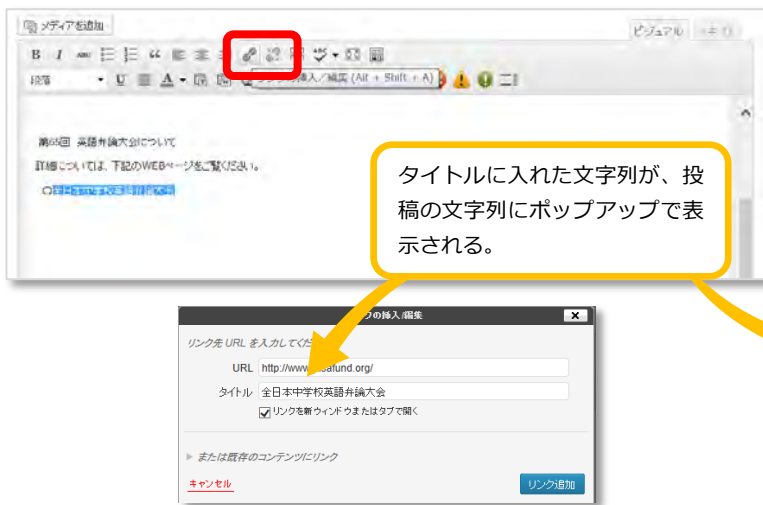 メディアを追加
ビジュアル
B I ABC
段落
リンクの挿入/編集 (Alt + Shift + A)
第65回 英語弁論大会について
詳細については、下記のWEBページをご覧ください。
タイトルに入れた文字列が、投
稿の文字列にポップアップで表
示される。
クの挿入/編集
リンク先 URL を入力してくだ
URL http://www.
afund.org/
タイトル 全日本中学校英語弁論大会
リンクを新ウィンドウまたはタブで開く
または既存のコンテンツにリンク
キャンセル
リンク追加